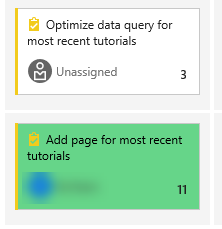 Optimize data query for
most recent tutorials
Unassigned
3
Add page for most recent
tutorials
11